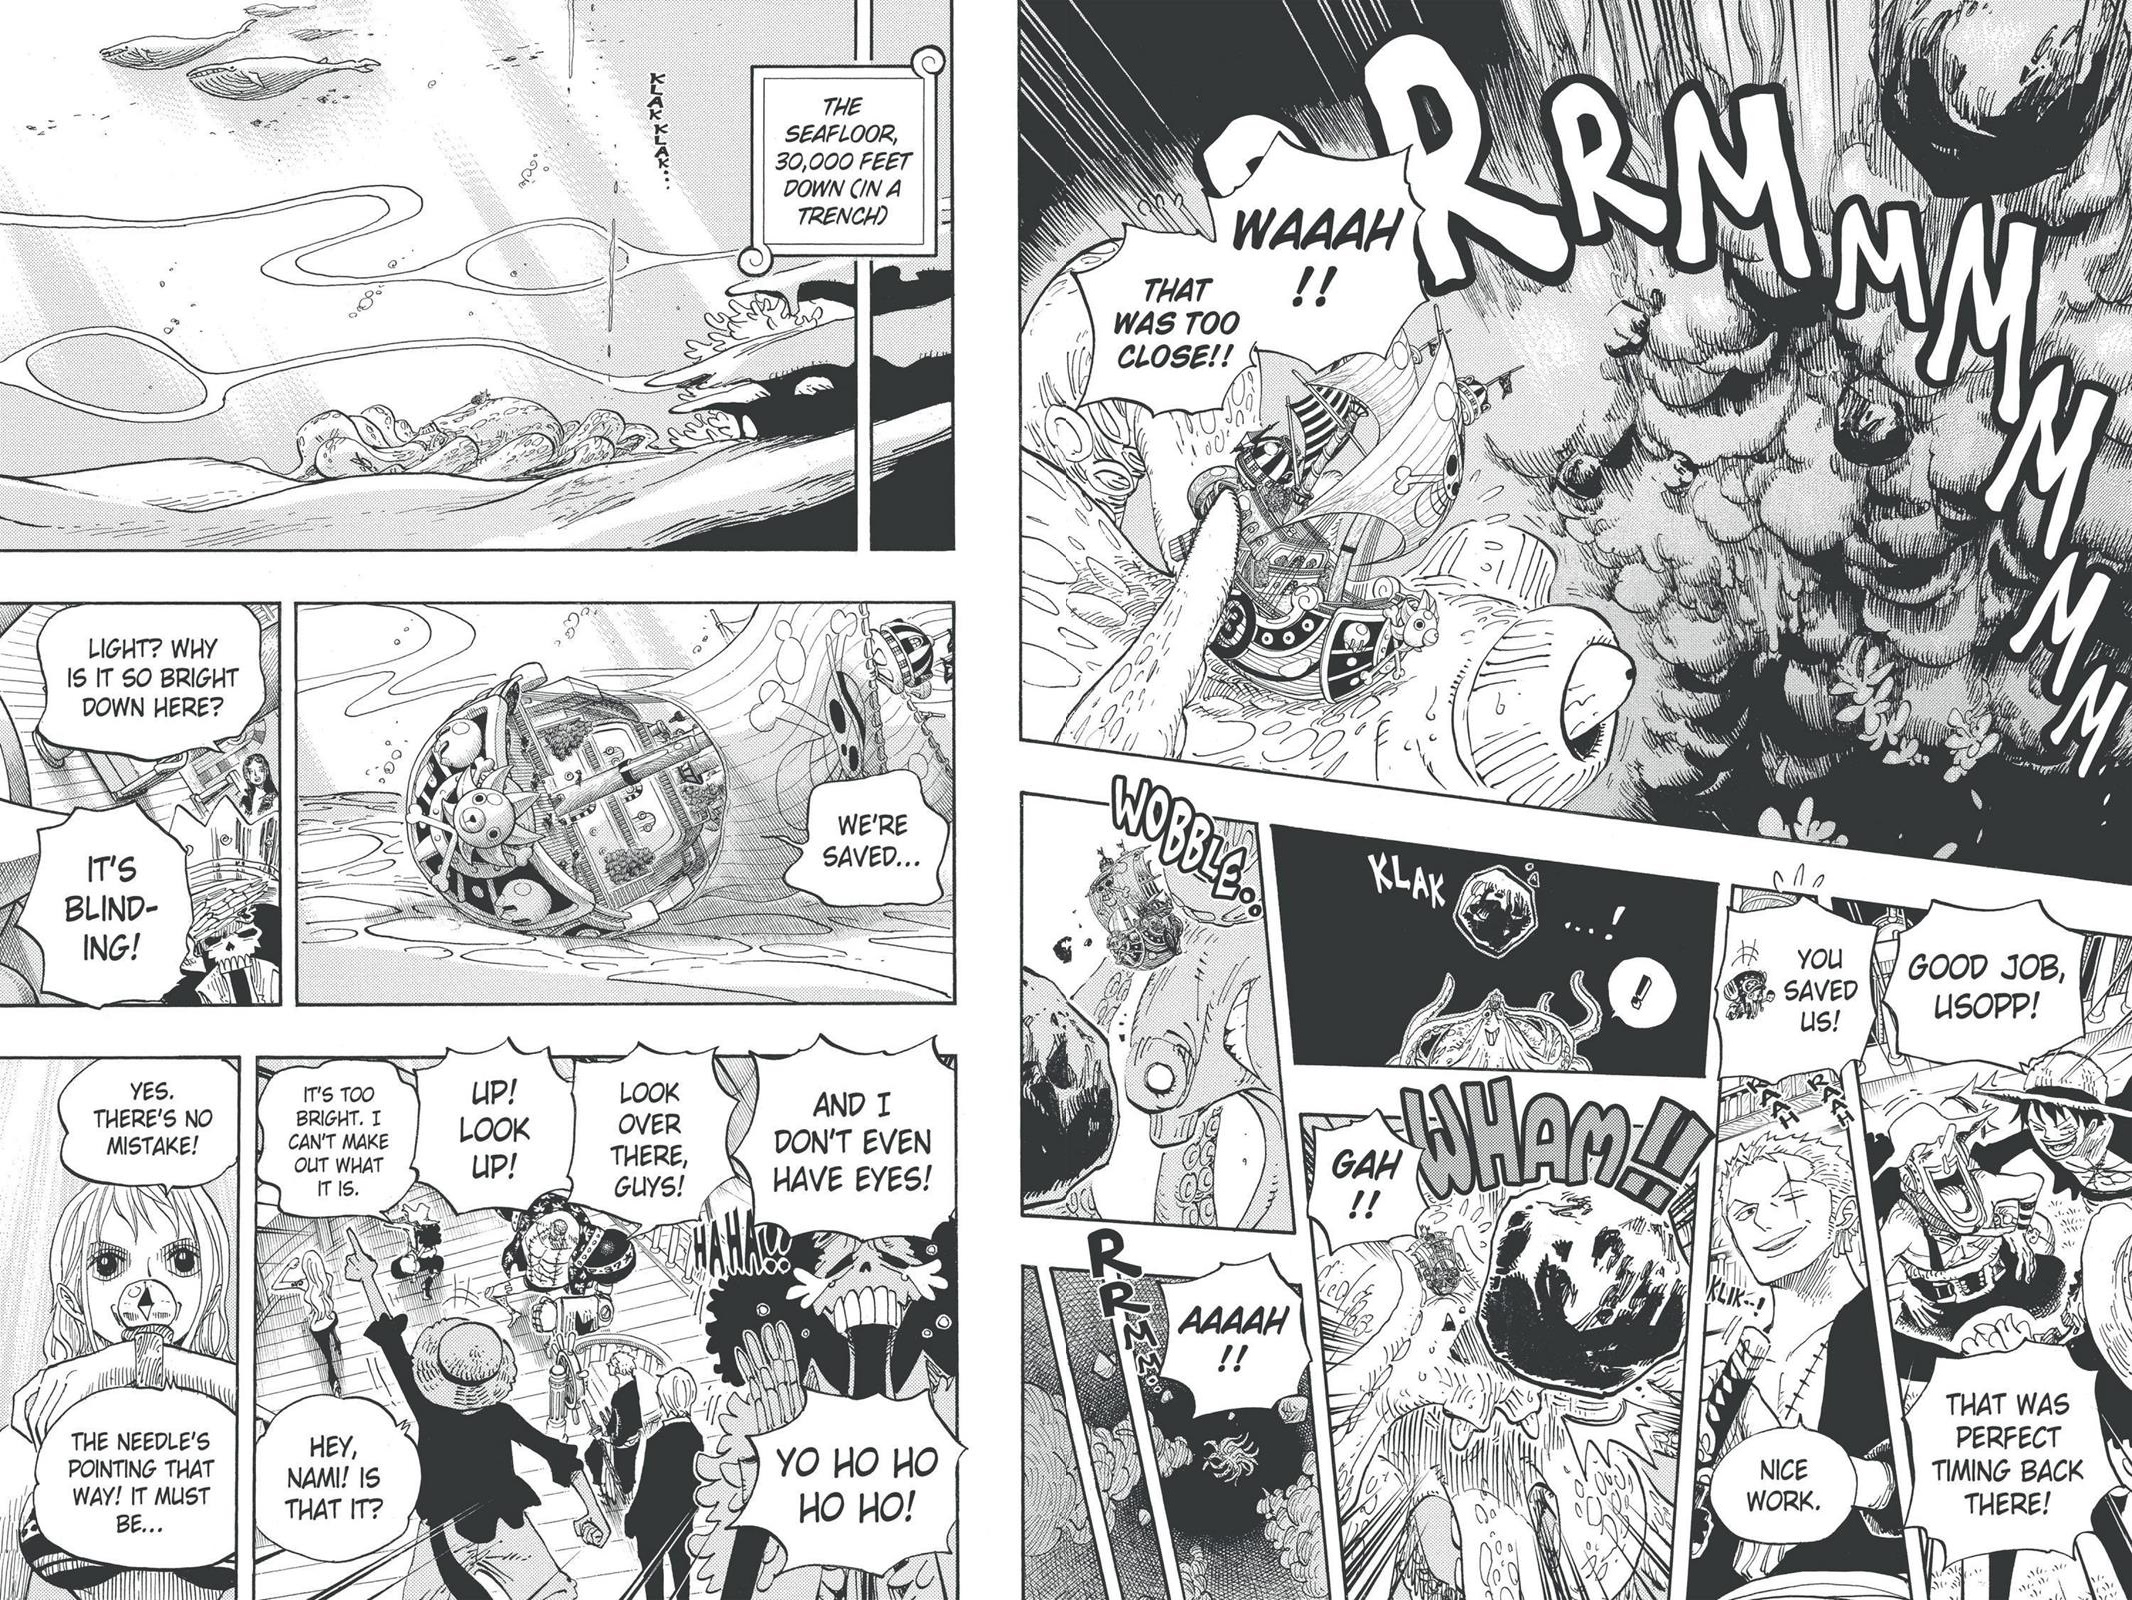 RRRMMMMMMM
WAAAH
!!
THAT
WAS TOO
CLOSE!!
GOOD JOB,
USOPP!
YOU
SAVED
US!
RAAH
RAAH
THAT WAS
PERFECT
TIMING BACK
THERE!
KLIK--!
NICE
WORK.
KLAK
...!
!
WOBBLE..
...
WHAM!!
GAH
!!
AAAAH
!!
RRMMM...
THE
SEAFLOOR,
30,000 FEET
DOWN (IN A
TRENCH)
KLAK KLAK...
WE'RE
SAVED...
LIGHT? WHY
IS IT SO BRIGHT
DOWN HERE?
IT'S
BLIND-
ING!
AND I
DON'T EVEN
HAVE EYES!
HAHA!!
YO HO HO
HO HO!
LOOK
OVER
THERE,
GUYS!
UP!
LOOK
UP!
IT'S TOO
BRIGHT. I
CAN'T MAKE
OUT WHAT
IT IS.
HEY,
NAMI! IS
THAT IT?
YES.
THERE'S NO
MISTAKE!
THE NEEDLE'S
POINTING THAT
WAY! IT MUST
BE...